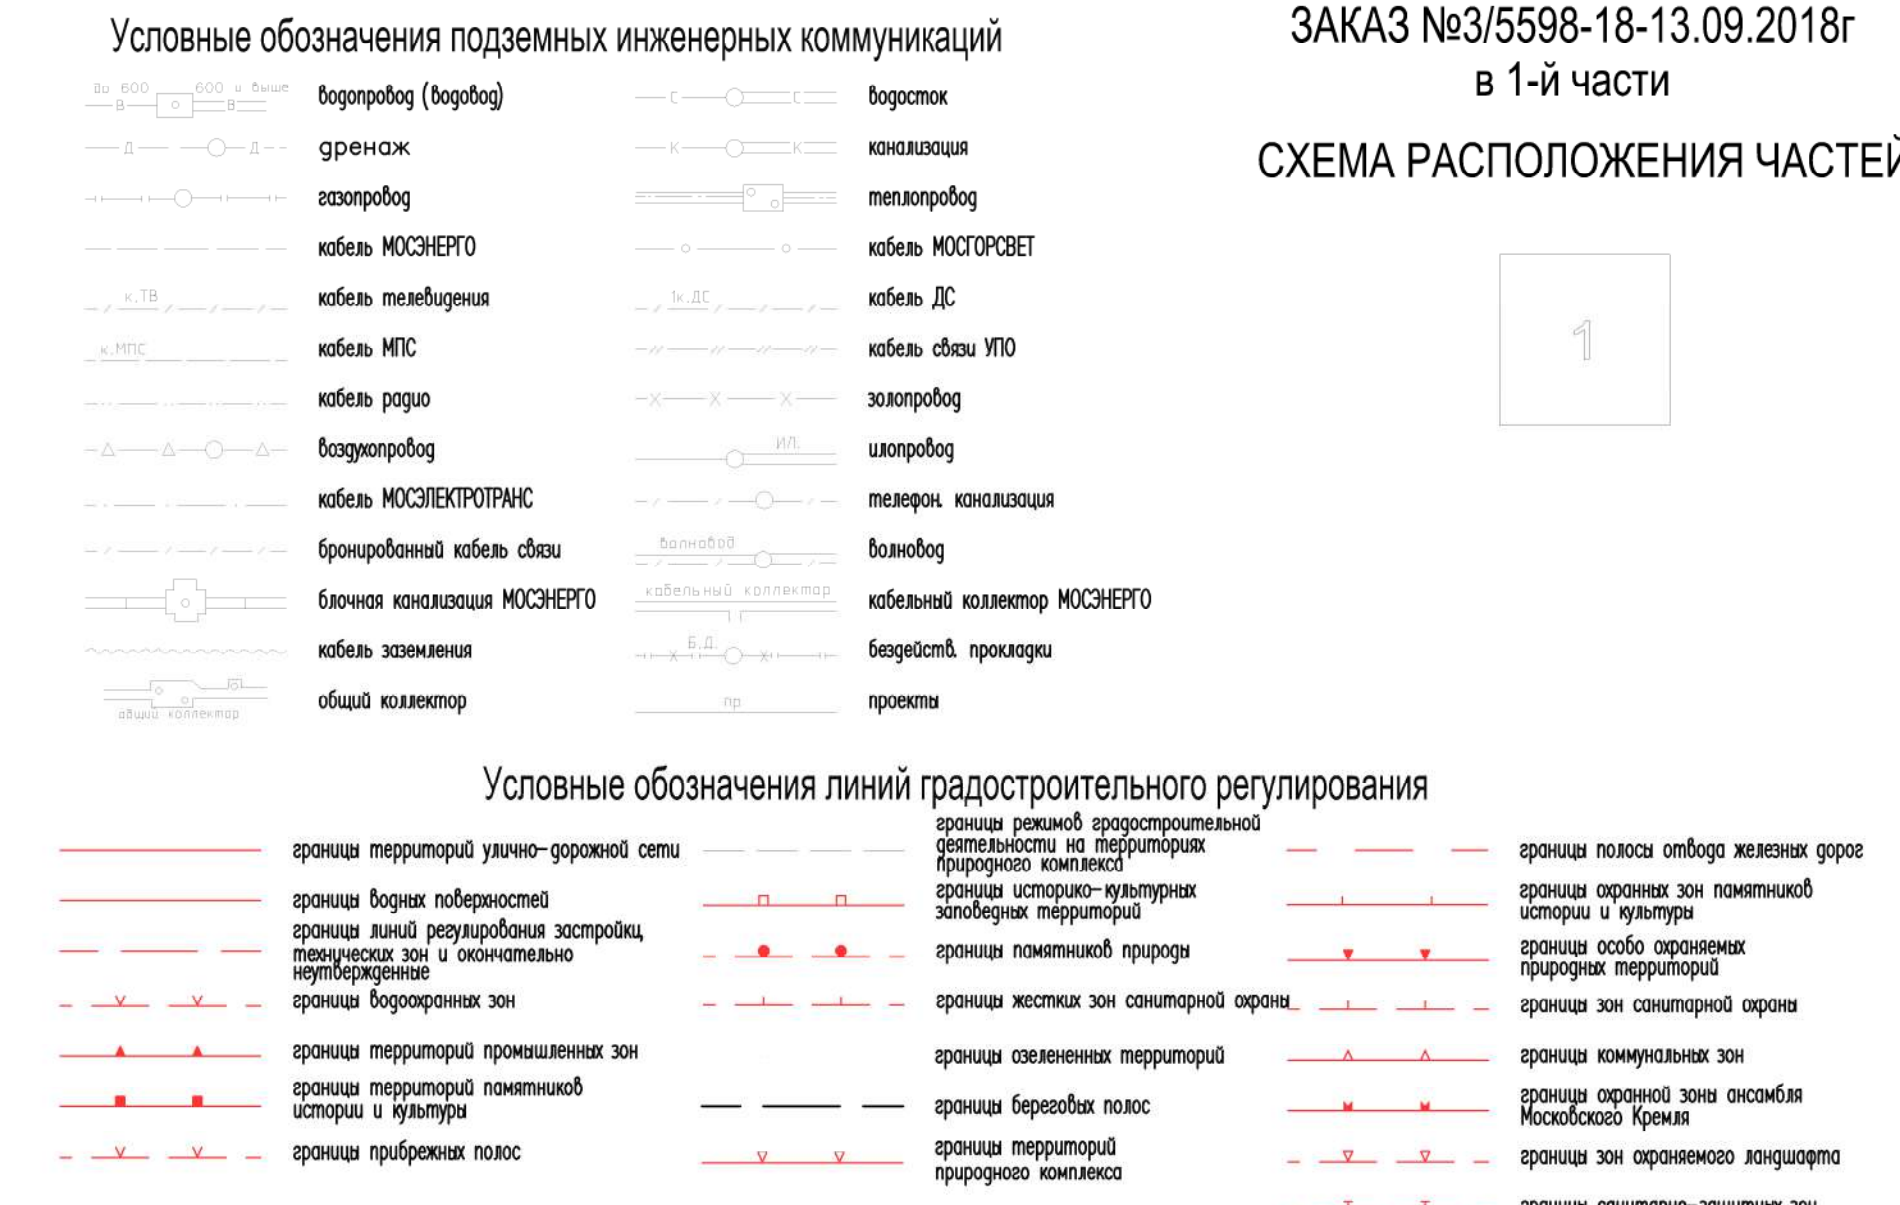 Условные обозначения подземных инженерных коммуникаций
ЗАКАЗ №3/5598-18-13.09.2018г
в 1-й части
СХЕМА РАСПОЛОЖЕНИЯ ЧАСТЕЙ
1
До 600 600 и выше
В В
водопровод (водовод)
С С
водосток
Д Д
дренаж
К К
канализация
газопровод
теплопровод
кабель МОСЭНЕРГО
кабель МОСГОРСВЕТ
к.ТВ
кабель телевидения
1к.ДС
кабель ДС
к.МПС
кабель МПС
кабель связи УПО
кабель радио
золопровод
воздухопровод
ИЛ.
илопровод
кабель МОСЭЛЕКТРОТРАНС
телефон. канализация
бронированный кабель связи
волновод
волновод
блочная канализация МОСЭНЕРГО
кабельный коллектор
кабельный коллектор МОСЭНЕРГО
кабель заземления
Б.Д.
бездейств. прокладки
общий коллектор
общий коллектор
пр
проекты
Условные обозначения линий градостроительного регулирования
границы территорий улично-дорожной сети
границы водных поверхностей
границы линий регулирования застройки,
технических зон и окончательно
неутвержденные
границы водоохранных зон
границы территорий промышленных зон
границы территорий памятников
истории и культуры
границы прибрежных полос
границы режимов градостроительной
деятельности на территориях
природного комплекса
границы историко-культурных
заповедных территорий
границы памятников природы
границы жестких зон санитарной охраны
границы озелененных территорий
границы береговых полос
границы территорий
природного комплекса
границы полосы отвода железных дорог
границы охранных зон памятников
истории и культуры
границы особо охраняемых
природных территорий
границы зон санитарной охраны
границы коммунальных зон
границы охранной зоны ансамбля
Московского Кремля
границы зон охраняемого ландшафта
границы санитарно-защитных зон